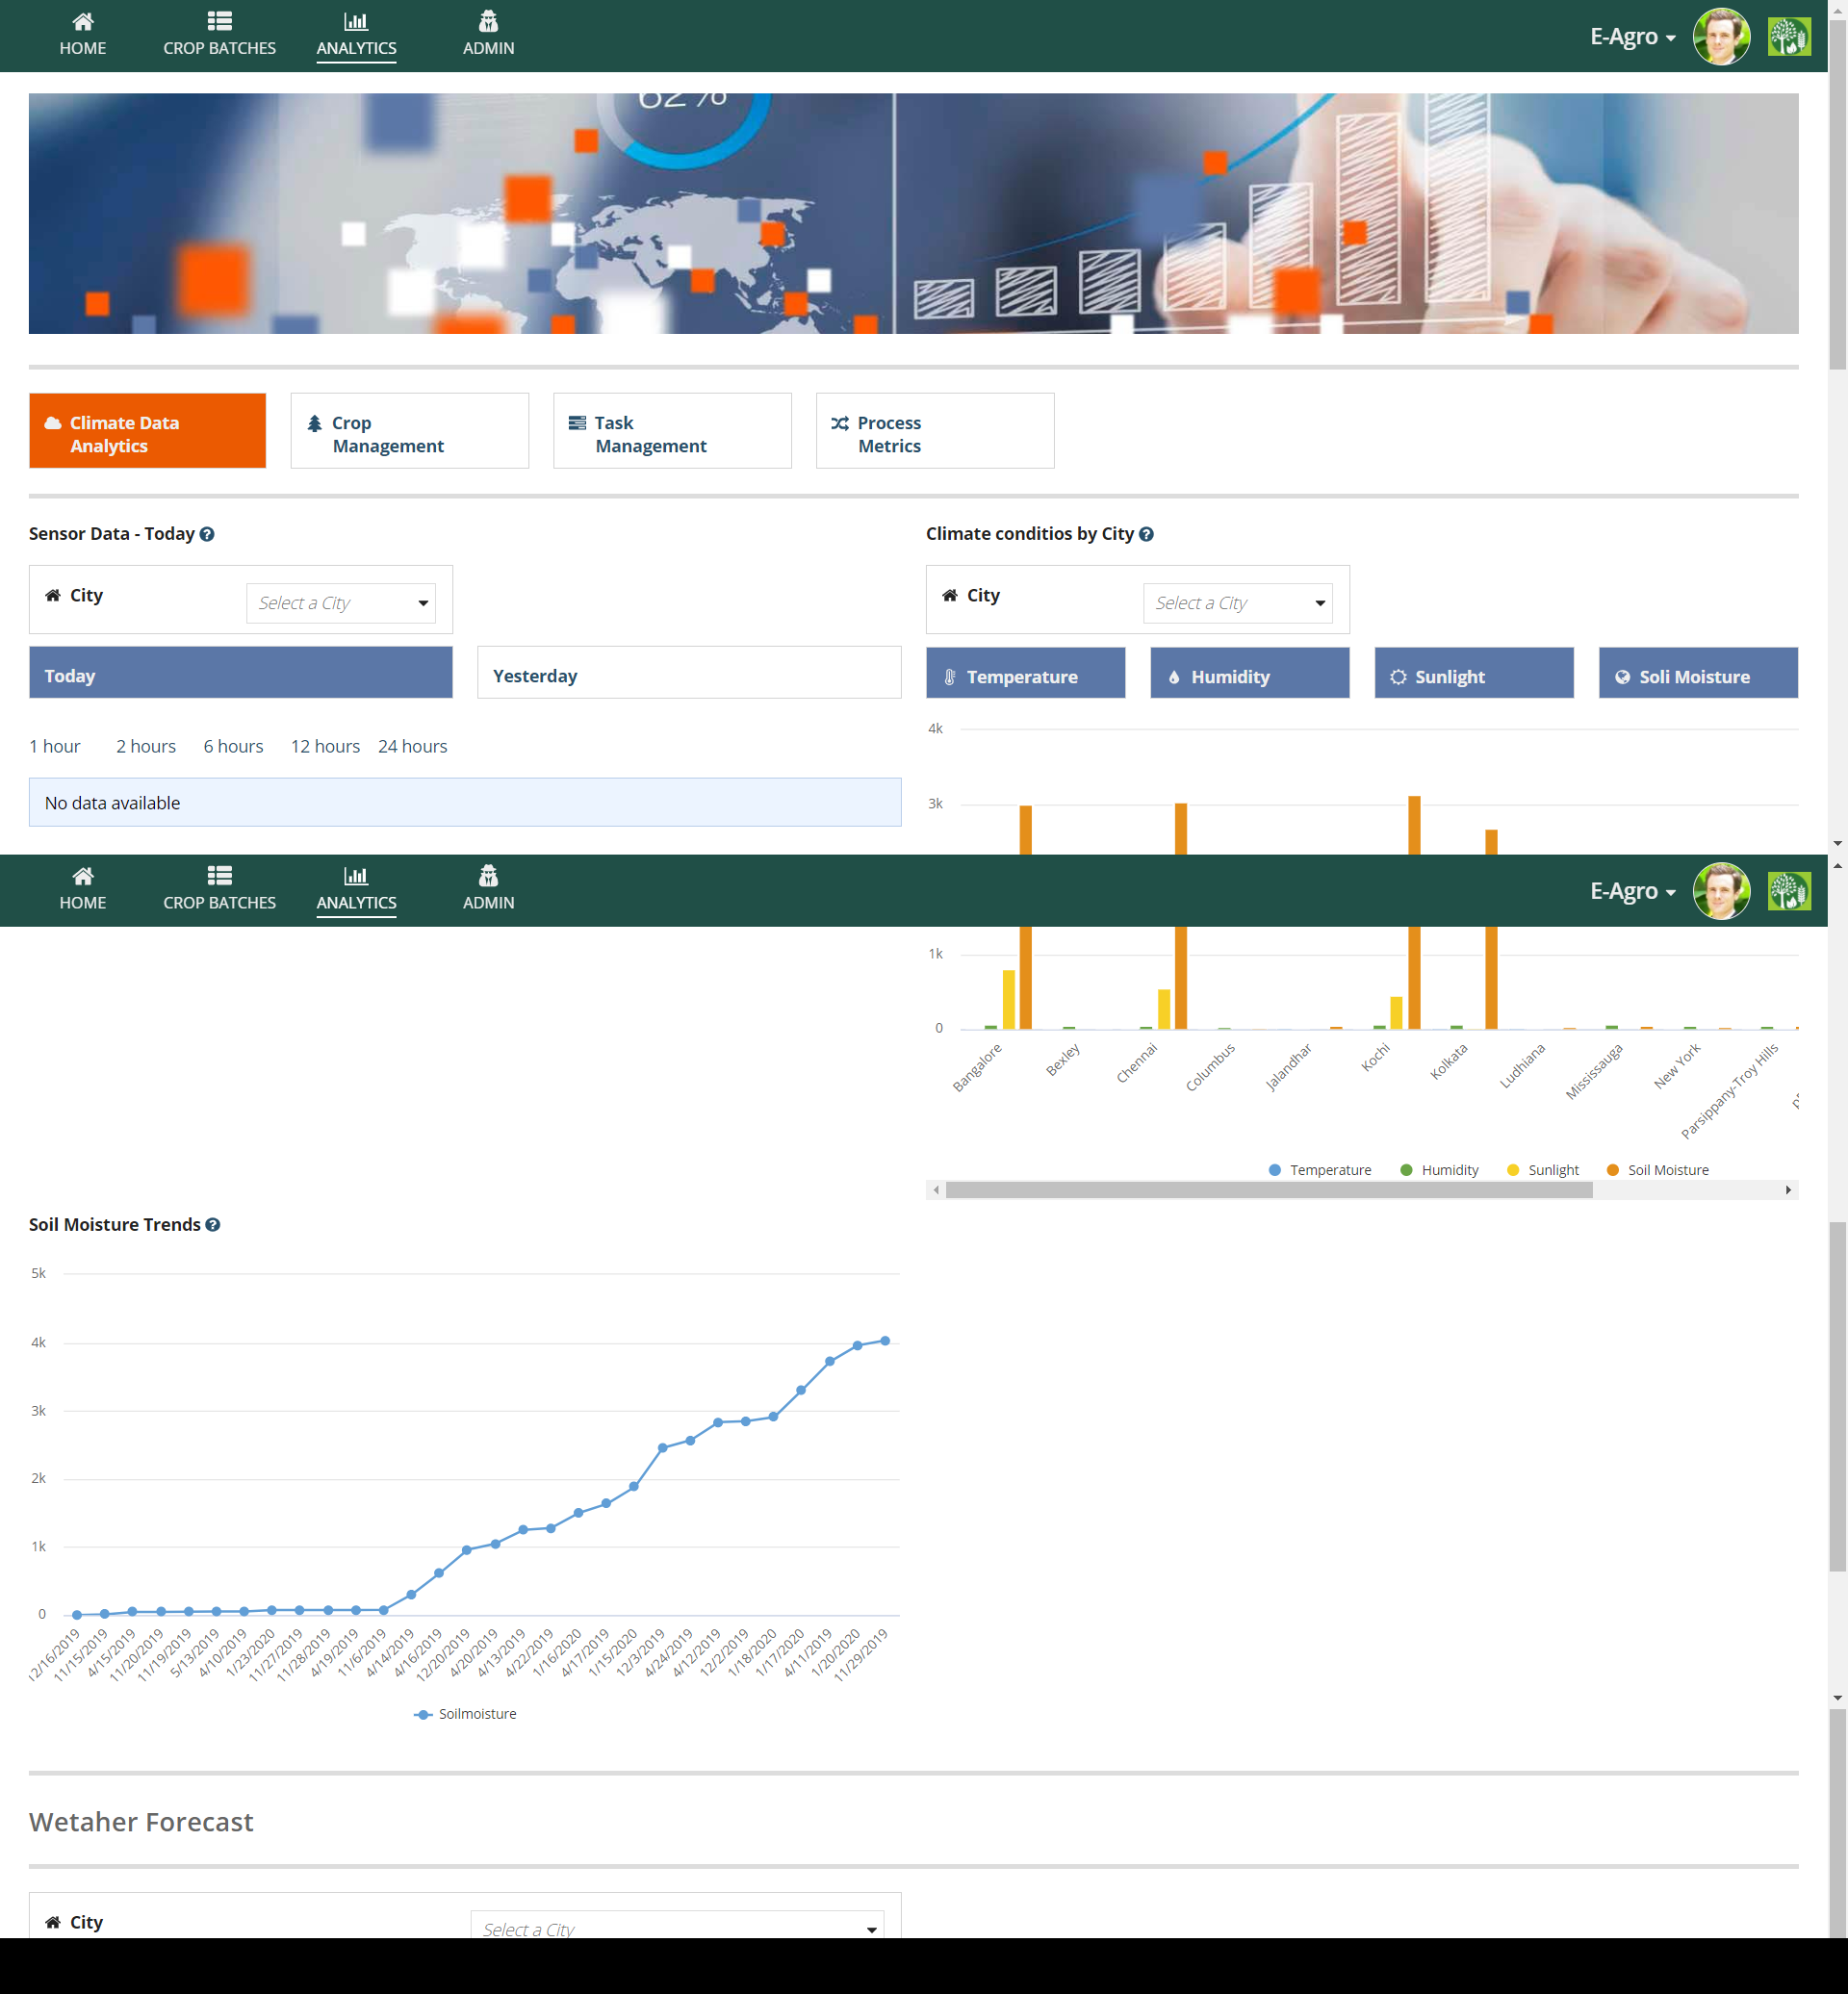 HOME
CROP BATCHES
ANALYTICS
ADMIN
E-Agro
62%
Climate Data
Analytics
Crop
Management
Task
Management
Process
Metrics
Sensor Data - Today
City
Select a City
Today
Yesterday
1 hour
2 hours
6 hours
12 hours
24 hours
No data available
Climate conditios by City
City
Select a City
Temperature
Humidity
Sunlight
Soli Moisture
4k
3k
HOME
CROP BATCHES
ANALYTICS
ADMIN
E-Agro
1k
0
Bangalore
Bexley
Chennai
Columbus
Jalandhar
Kochi
Kolkata
Ludhiana
Mississauga
New York
Parsippany-Troy Hills
Temperature
Humidity
Sunlight
Soil Moisture
Soil Moisture Trends
5k
4k
3k
2k
1k
0
12/16/2019
11/15/2019
4/15/2019
11/20/2019
11/19/2019
5/13/2019
4/10/2019
1/23/2020
11/27/2019
11/28/2019
4/19/2019
11/6/2019
4/14/2019
4/16/2019
12/20/2019
4/20/2019
4/13/2019
4/22/2019
1/16/2020
4/17/2019
1/15/2020
12/3/2019
4/24/2019
4/12/2019
12/2/2019
1/18/2020
1/17/2020
4/11/2019
1/20/2020
11/29/2019
Soilmoisture
Wetaher Forecast
City
Select a City